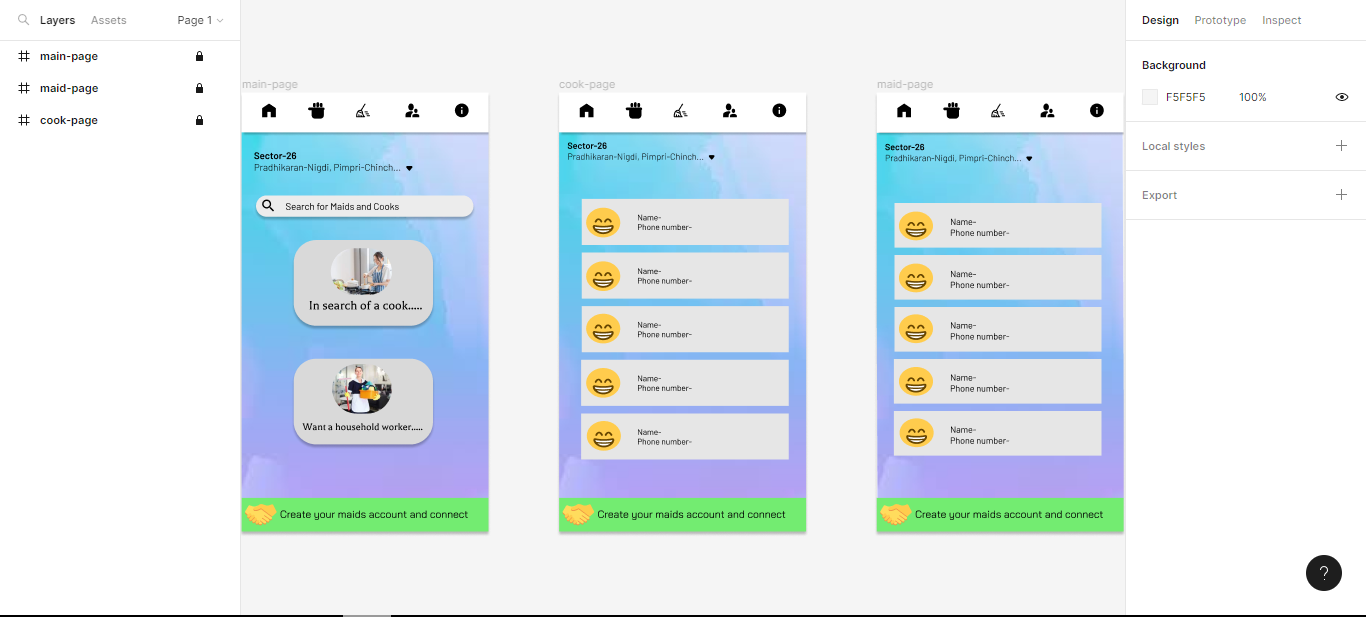 Layers
Assets
Page 1
main-page
maid-page
cook-page
main-page
Sector-26
Pradhikaran-Nigdi, Pimpri-Chinch...
Search for Maids and Cooks
In search of a cook.....
Want a household worker.....
Create your maids account and connect
cook-page
Sector-26
Pradhikaran-Nigdi, Pimpri-Chinch...
Name-
Phone number-
Name-
Phone number-
Name-
Phone number-
Name-
Phone number-
Name-
Phone number-
Create your maids account and connect
maid-page
Sector-26
Pradhikaran-Nigdi, Pimpri-Chinch...
Name-
Phone number-
Name-
Phone number-
Name-
Phone number-
Name-
Phone number-
Name-
Phone number-
Create your maids account and connect
Design
Prototype
Inspect
Background
F5F5F5
100%
Local styles
Export
?